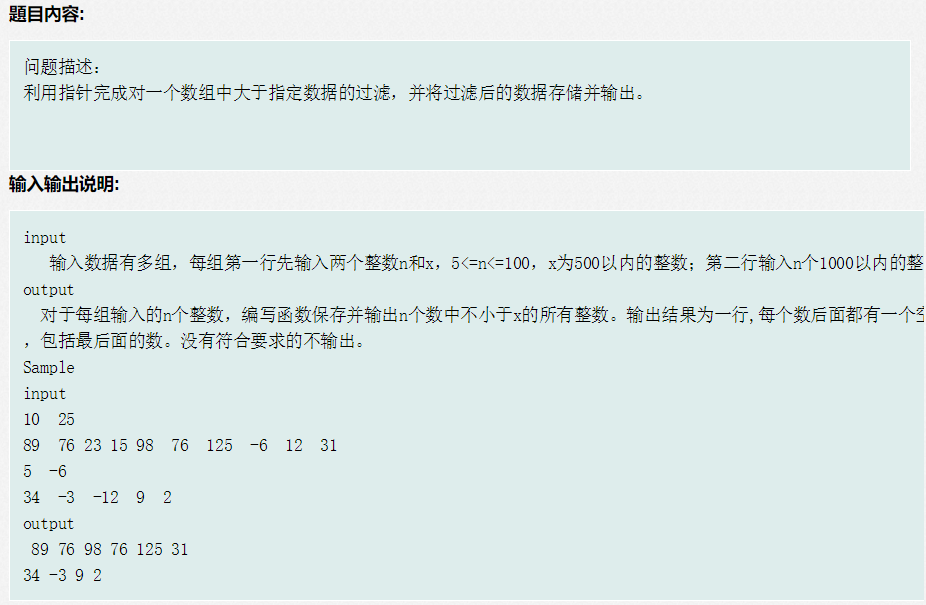 題目内容:
问题描述：
利用指针完成对一个数组中大于指定数据的过滤，并将过滤后的数据存储并输出。
输入输出说明:
input
输入数据有多组，每组第一行先输入两个整数n和x，5<=n<=100，x为500以内的整数；第二行输入n个1000以内的整
output
对于每组输入的n个整数，编写函数保存并输出n个数中不小于x的所有整数。输出结果为一行,每个数后面都有一个
，包括最后面的数。没有符合要求的不输出。
Sample
input
10 25
89 76 23 15 98 76 125 -6 12 31
5 -6
34 -3 -12 9 2
output
89 76 98 76 125 31
34 -3 9 2